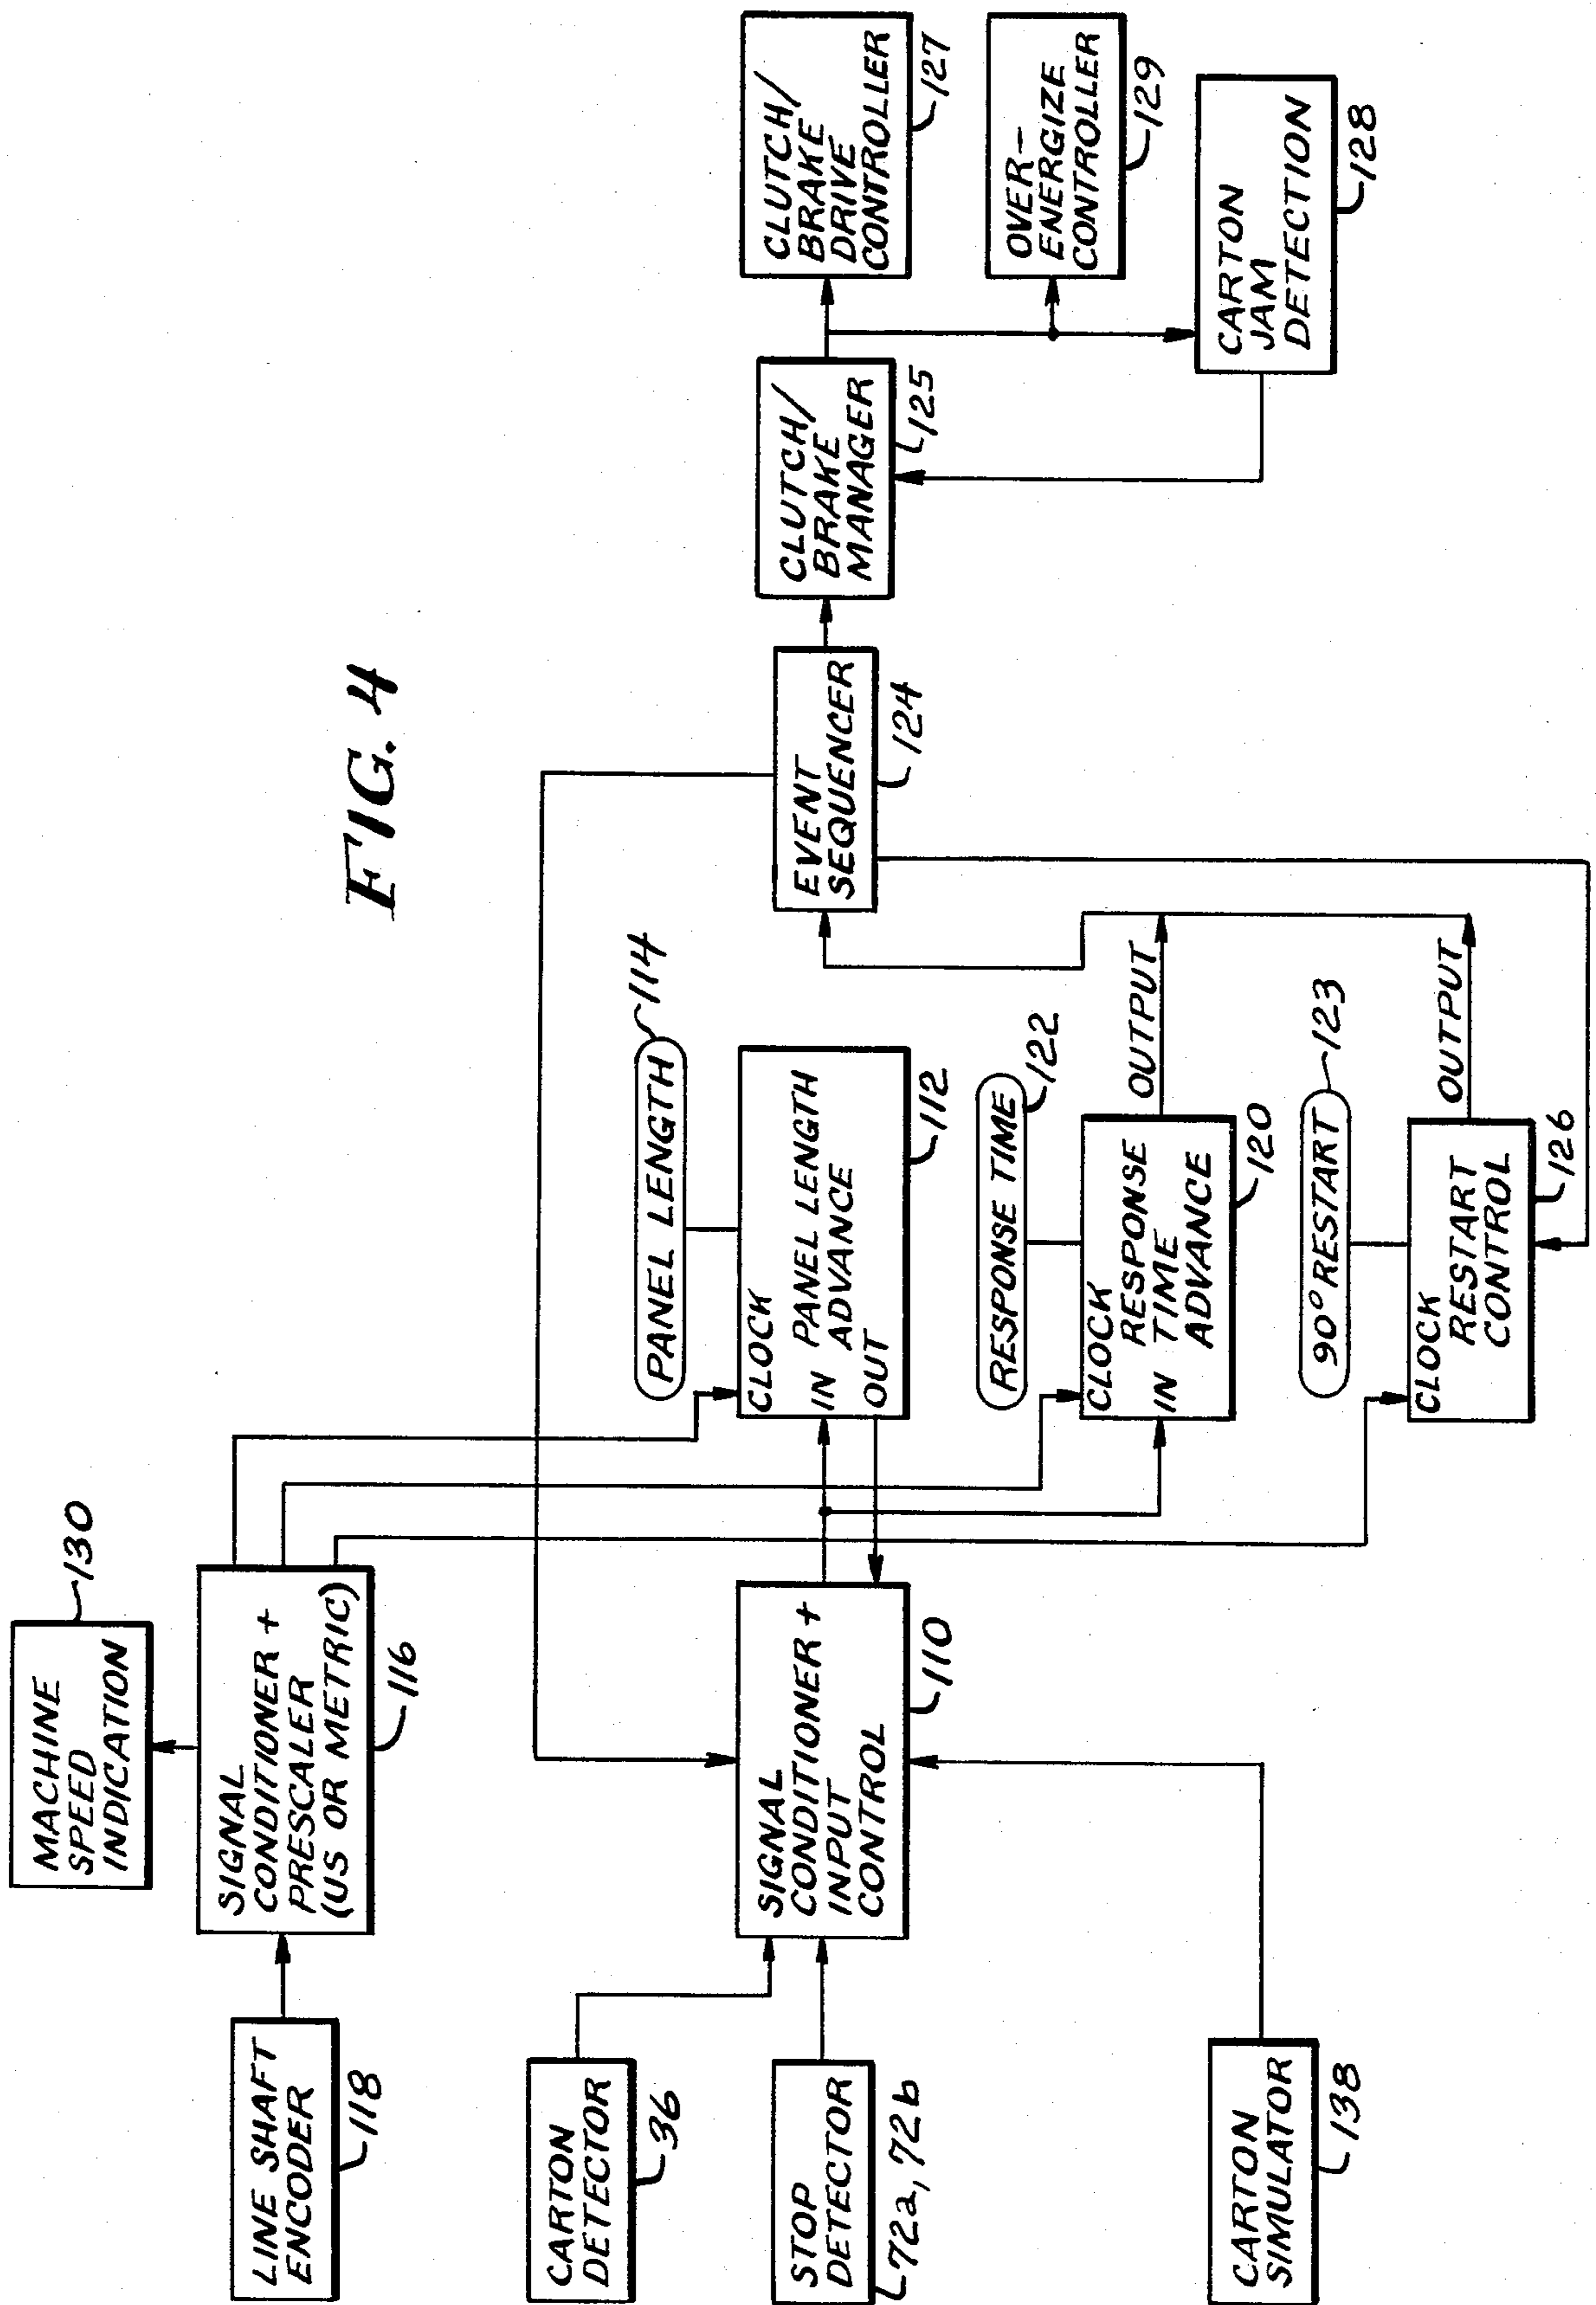 FIG. 4
MACHINE
SPEED
INDICATION
130
LINE SHAFT
ENCODER
118
SIGNAL
CONDITIONER +
PRESCALER
(US OR METRIC)
116
CARTON
DETECTOR
36
STOP
DETECTOR
72a, 72b
CARTON
SIMULATOR
138
SIGNAL
CONDITIONER +
INPUT
CONTROL
110
PANEL LENGTH
114
CLOCK
IN PANEL LENGTH
ADVANCE
OUT
112
RESPONSE TIME
122
CLOCK
RESPONSE
IN TIME
ADVANCE
120
OUTPUT
90° RESTART
123
CLOCK
RESTART
CONTROL
126
OUTPUT
EVENT
SEQUENCER
124
CLUTCH/
BRAKE
MANAGER
125
CLUTCH/
BRAKE
DRIVE
CONTROLLER
127
OVER-
ENERGIZE
CONTROLLER
129
CARTON
JAM
DETECTION
128